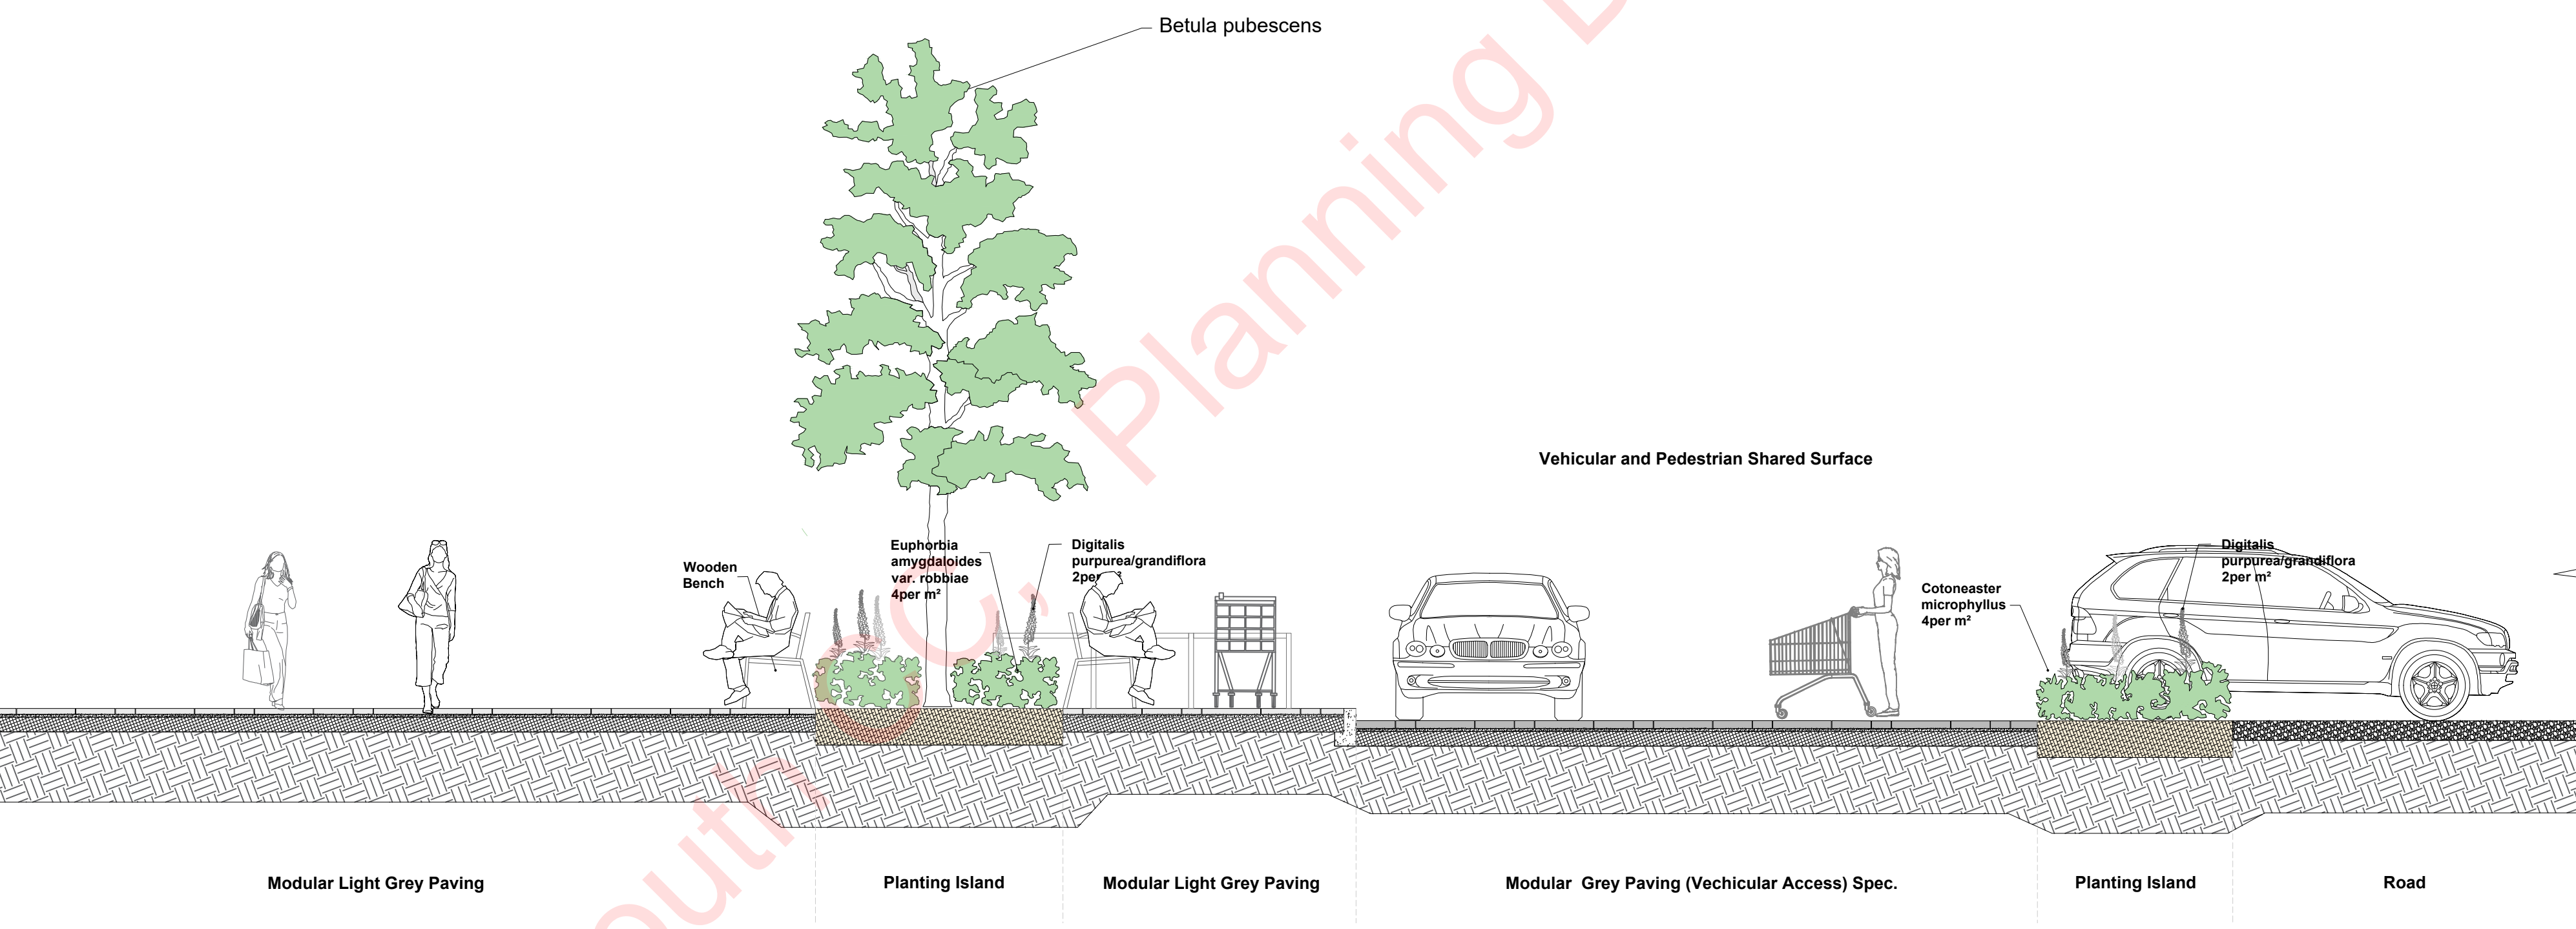 Betula pubescens
Vehicular and Pedestrian Shared Surface
Wooden
Bench
Euphorbia
amygdaloides
var. robbiae
4per m²
Digitalis
purpurea/grandiflora
2per
Cotoneaster
microphyllus
4per m²
Digitalis
purpurea/grandiflora
2per m²
Modular Light Grey Paving
Planting Island
Modular Light Grey Paving
Modular Grey Paving (Vechicular Access) Spec.
Planting Island
Road
Planning